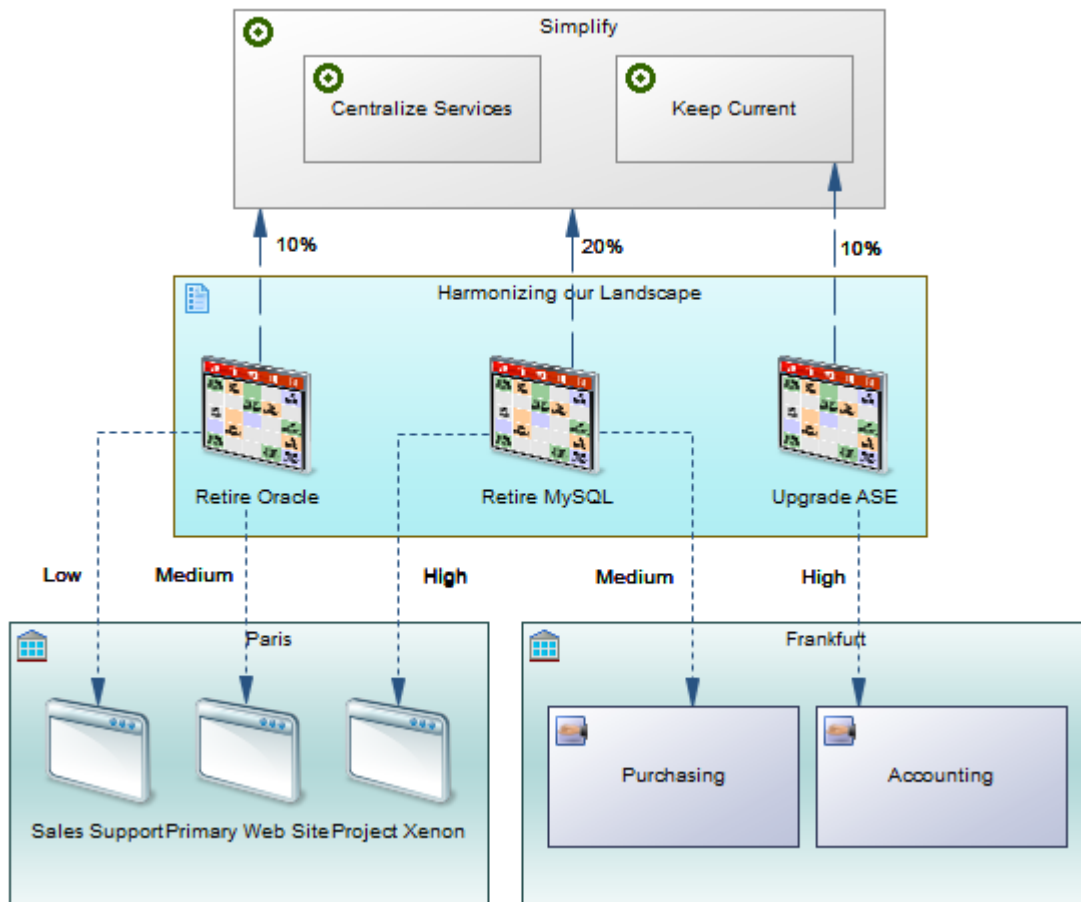 Simplify
Centralize Services
Keep Current
10%
20%
10%
Harmonizing our Landscape
Retire Oracle
Retire MySQL
Upgrade ASE
Low
Medium
High
Medium
High
Paris
Frankfurt
Purchasing
Accounting
Sales Support
Primary Web Site
Project Xenon